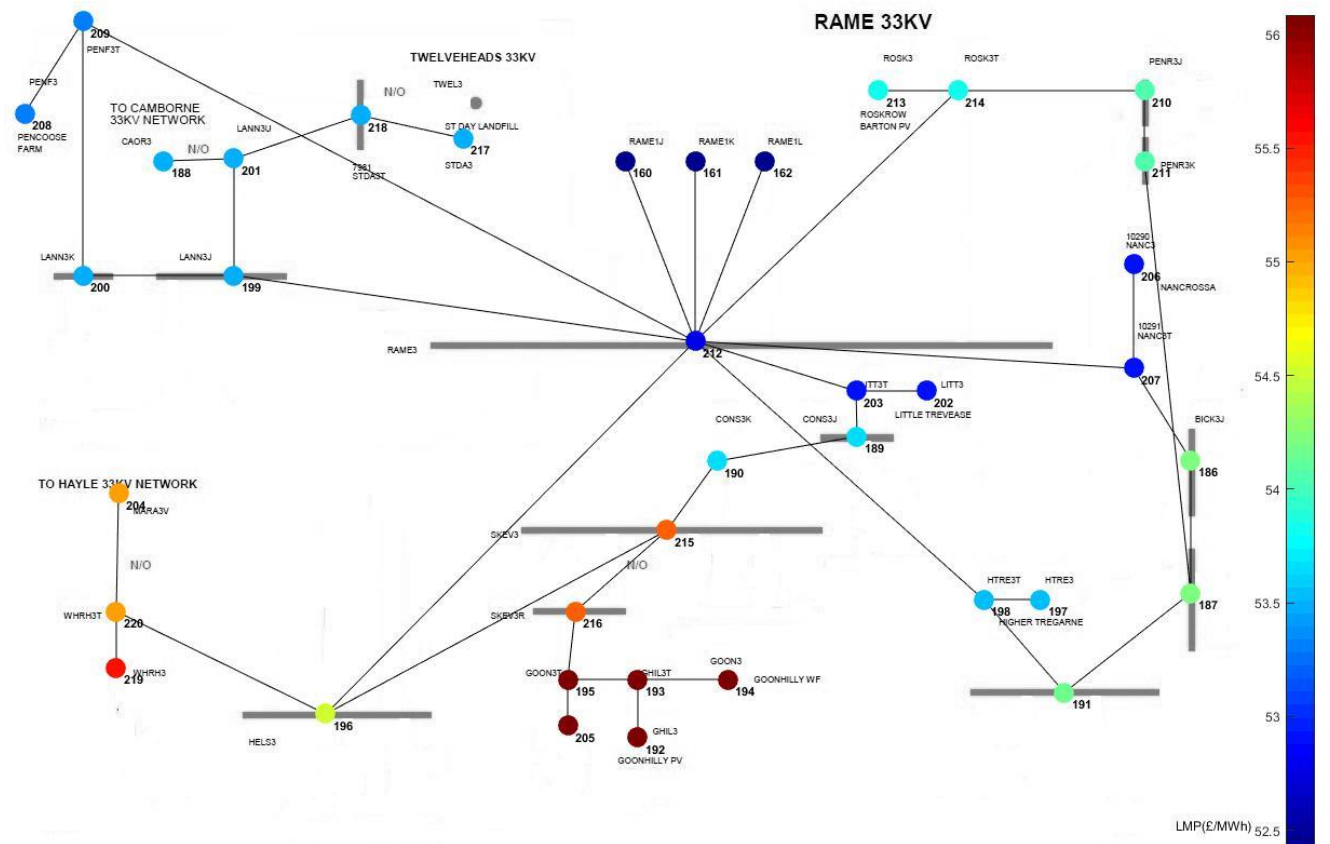 RAME 33KV
209
PENF3T
TWELVEHEADS 33KV
ROSK3
ROSK3T
PENR3J
56
PENF3
N/O
TWEL3
213
214
210
208
TO CAMBORNE
33KV NETWORK
ROSKROW
BARTON PV
PENCOOSE
FARM
LANN3U
218
ST DAY LANDFILL
CAOR3
N/O
217
RAME1J
RAME1K
RAME1L
55.5
188
201
STDA3T
STDA3
160
161
162
PENR3K
211
10290
NANC3
LANN3K
LANN3J
206
55
200
199
NANCROSSA
10291
NANC3T
RAME3
212
207
54.5
LITT3
203
202
LITTLE TREVEASE
CONS3K
CONS3J
BICK3J
189
190
186
TO HAYLE 33KV NETWORK
204
MARA3V
54
SKEV3
215
N/O
N/O
HTRE3T
HTRE3
187
53.5
WHRH3T
220
SKEV3R
216
198
197
HIGHER TREGARNE
WHRH3
219
GOON3T
GHIL3T
GOON3
195
193
194
GOONHILLY WF
191
53
196
205
GHIL3
HELS3
192
GOONHILLY PV
LMP(£/MWh)
52.5